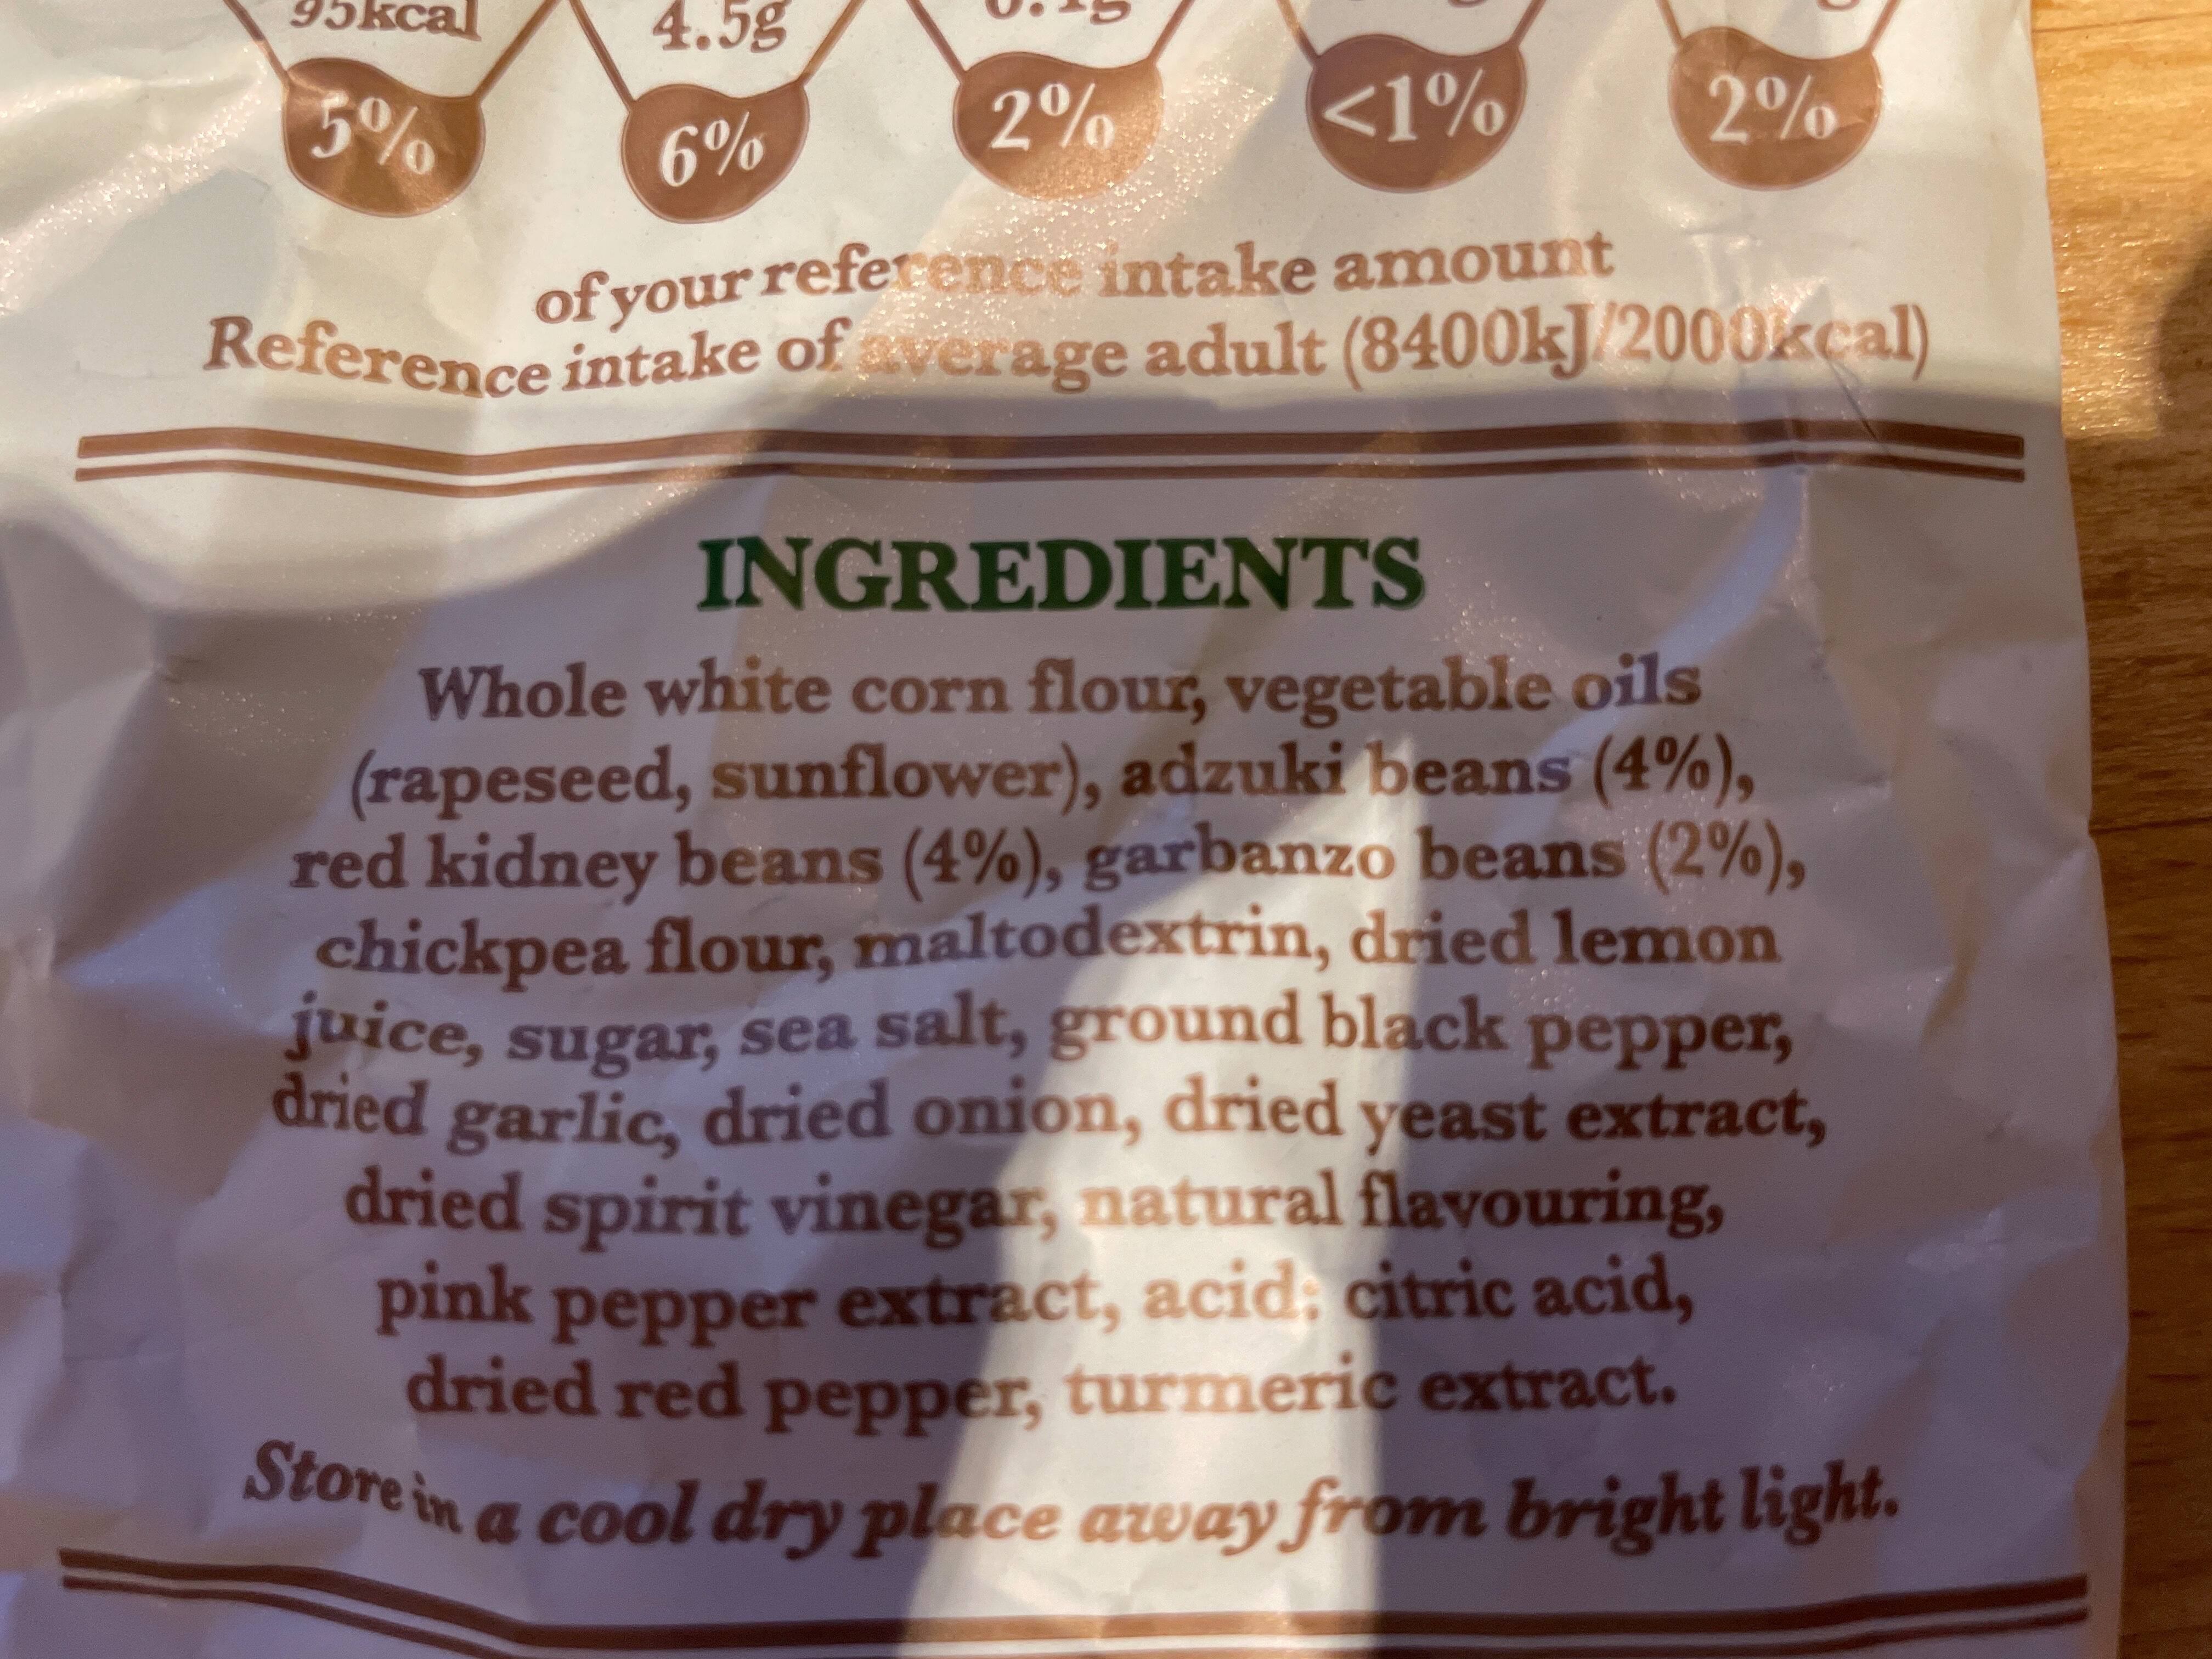 95kcal 4.5g 0.1g
5% 6% 2% <1% 2%
of your reference intake amount
Reference intake of average adult (8400kJ/2000kcal)
INGREDIENTS
Whole white corn flour, vegetable oils
(rapeseed, sunflower), adzuki beans (4%),
red kidney beans (4%), garbanzo beans (2%),
chickpea flour, maltodextrin, dried lemon
juice, sugar, sea salt, ground black pepper,
dried garlic, dried onion, dried yeast extract,
dried spirit vinegar, natural flavouring,
pink pepper extract, acid: citric acid,
dried red pepper, turmeric extract.
Store in a cool dry place away from bright light.